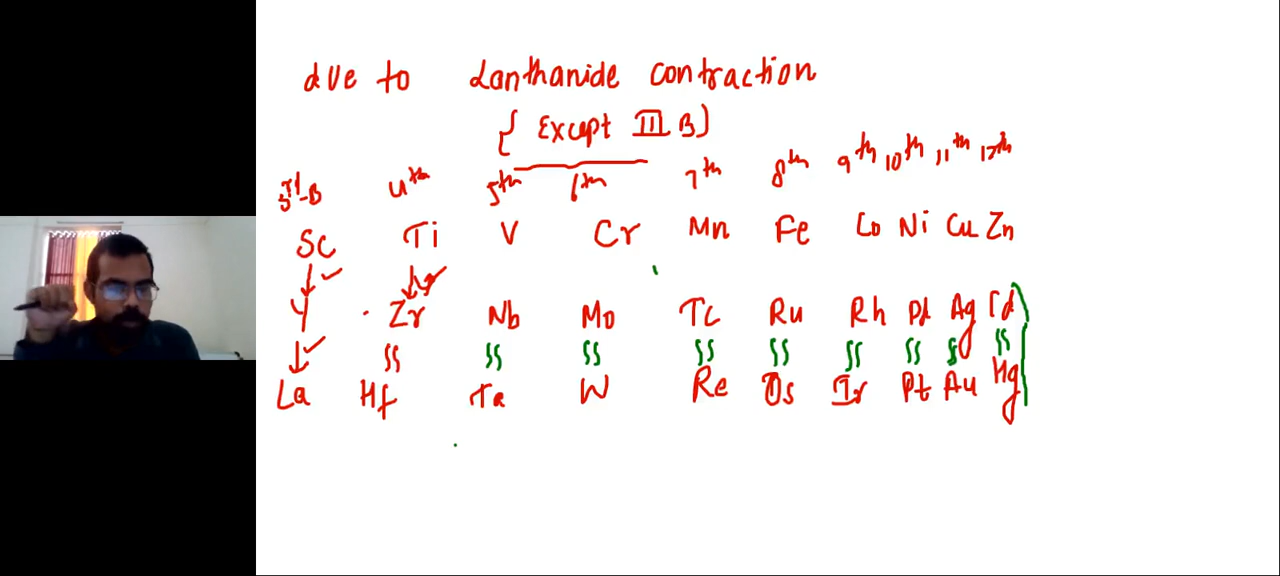 due to Lanthanide contraction
{ Except III B}
4th 5th 6th 7th 8th 9th 10th 11th 12th
Sc Ti V Cr Mn Fe Co Ni Cu Zn
Y Zr Nb Mo Tc Ru Rh Pd Ag Cd
La Hf Ta W Re Os Ir Pt Au Hg